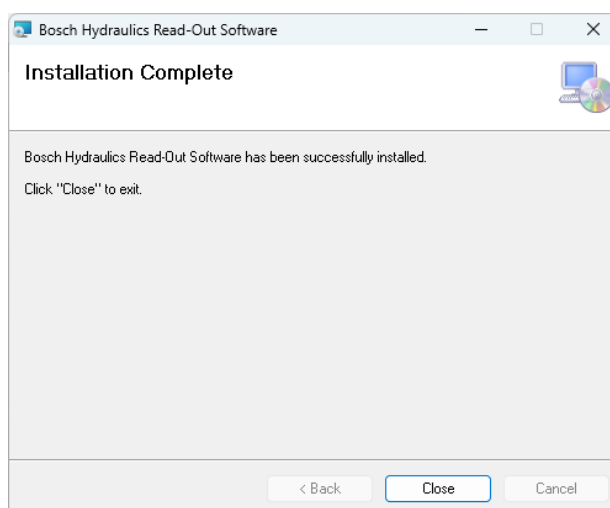 Bosch Hydraulics Read-Out Software
Installation Complete
Bosch Hydraulics Read-Out Software has been successfully installed.
Click "Close" to exit.
< Back
Close
Cancel